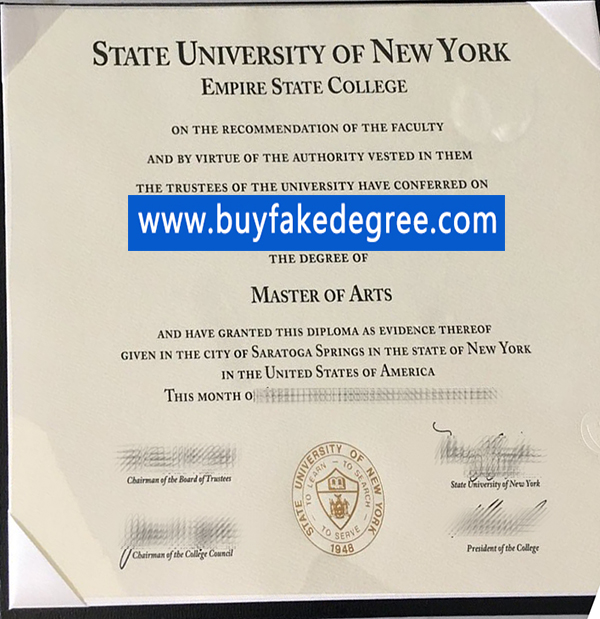 STATE UNIVERSITY OF NEW YORK
EMPIRE STATE COLLEGE
ON THE RECOMMENDATION OF THE FACULTY
AND BY VIRTUE OF THE AUTHORITY VESTED IN THEM
THE TRUSTEES OF THE UNIVERSITY HAVE CONFERRED ON
www.buyfakedegree.com
THE DEGREE OF
MASTER OF ARTS
AND HAVE GRANTED THIS DIPLOMA AS EVIDENCE THEREOF
GIVEN IN THE CITY OF SARATOGA SPRINGS IN THE STATE OF NEW YORK
IN THE UNITED STATES OF AMERICA
THIS MONTH
Chairman of the Board of Trustees
State University of New York
STATE UNIVERSITY OF NEW YORK
TO LEARN - TO SEARCH - TO SERVE
1948
Chairman of the College Council
President of the College